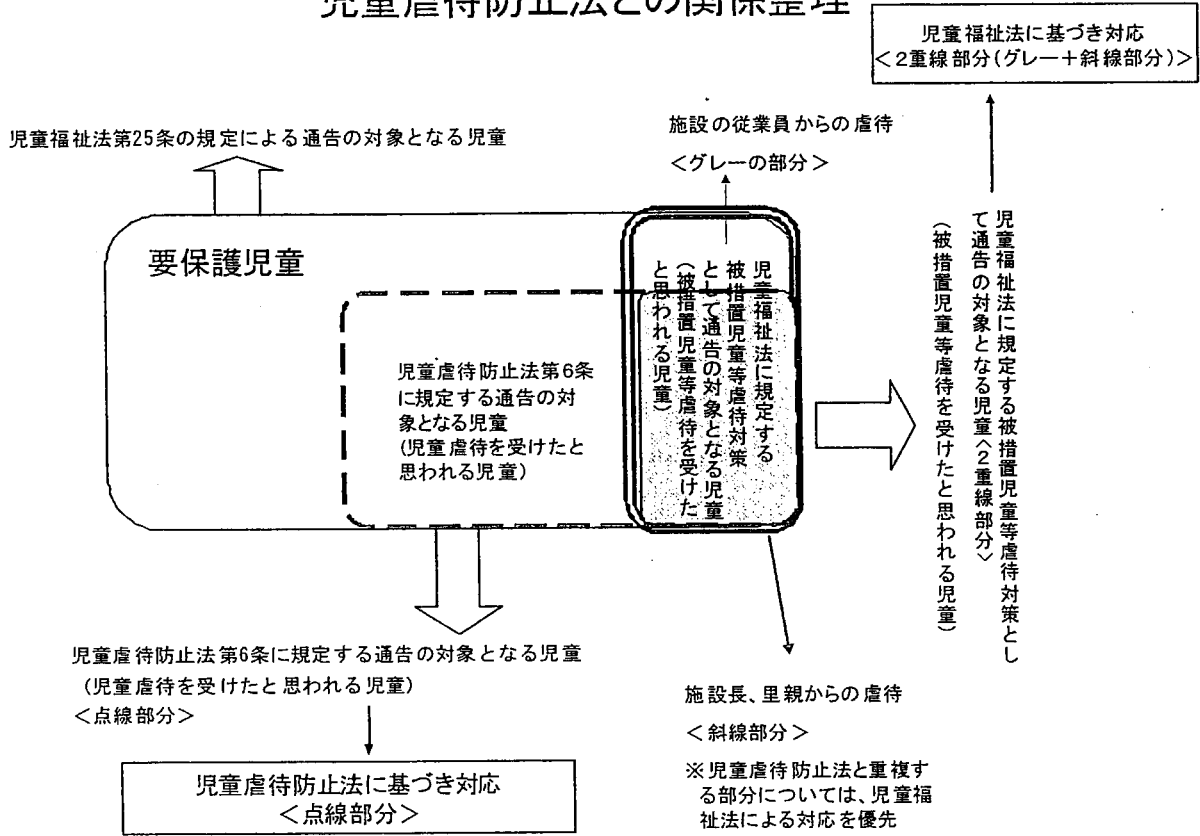 児童虐待防止法との関係整理
児童福祉法に基づき対応
＜2重線部分(グレー＋斜線部分)＞
児童福祉法第25条の規定による通告の対象となる児童
施設の従業員からの虐待
＜グレーの部分＞
要保護児童
児童虐待防止法第6条
に規定する通告の対
象となる児童
(児童虐待を受けたと
思われる児童)
児童福祉法に規定する
被措置児童等虐待対策
として通告の対象となる児童
(被措置児童等虐待を受けた
と思われる児童)
児童福祉法に規定する被措置児童等虐待対策とし
て通告の対象となる児童＜2重線部分＞
(被措置児童等虐待を受けたと思われる児童)
児童虐待防止法第6条に規定する通告の対象となる児童
(児童虐待を受けたと思われる児童)
＜点線部分＞
児童虐待防止法に基づき対応
＜点線部分＞
施設長、里親からの虐待
＜斜線部分＞
※児童虐待防止法と重複す
る部分については、児童福
祉法による対応を優先